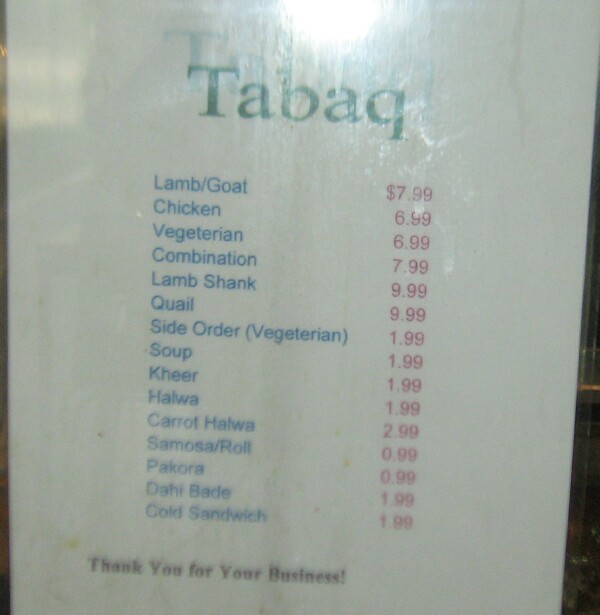 Tabaq
Lamb/Goat $7.99
Chicken 6.99
Vegeterian 6.99
Combination 7.99
Lamb Shank 9.99
Quail 9.99
Side Order (Vegeterian) 1.99
Soup 1.99
Kheer 1.99
Halwa 1.99
Carrot Halwa 2.99
Samosa/Roll 0.99
Pakora 0.99
Dahi Bade 1.99
Cold Sandwich 1.99
Thank You for Your Business!